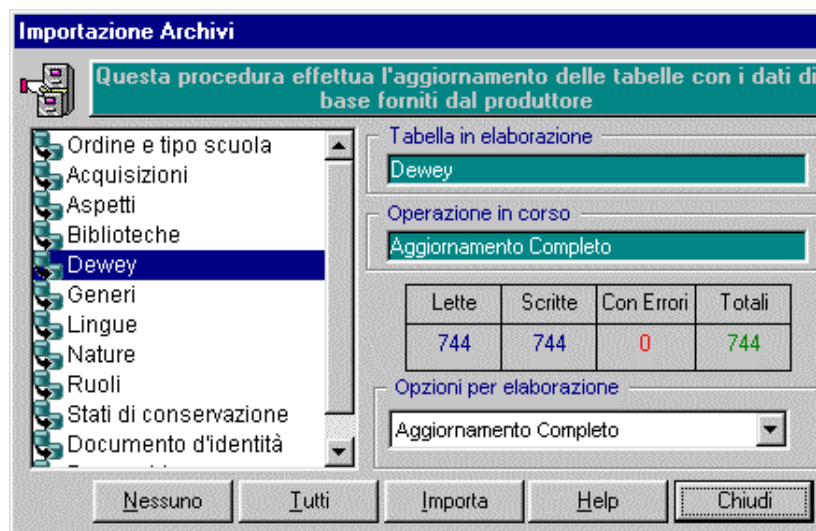 Importazione Archivi
Questa procedura effettua l'aggiornamento delle tabelle con i dati di
base forniti dal produttore
Ordine e tipo scuola
Acquisizioni
Aspetti
Biblioteche
Dewey
Generi
Lingue
Nature
Ruoli
Stati di conservazione
Documento d'identità
Tabella in elaborazione
Dewey
Operazione in corso
Aggiornamento Completo
Lette Scritte Con Errori Totali
744 744 0 744
Opzioni per elaborazione
Aggiornamento Completo
Nessuno Tutti Importa Help Chiudi